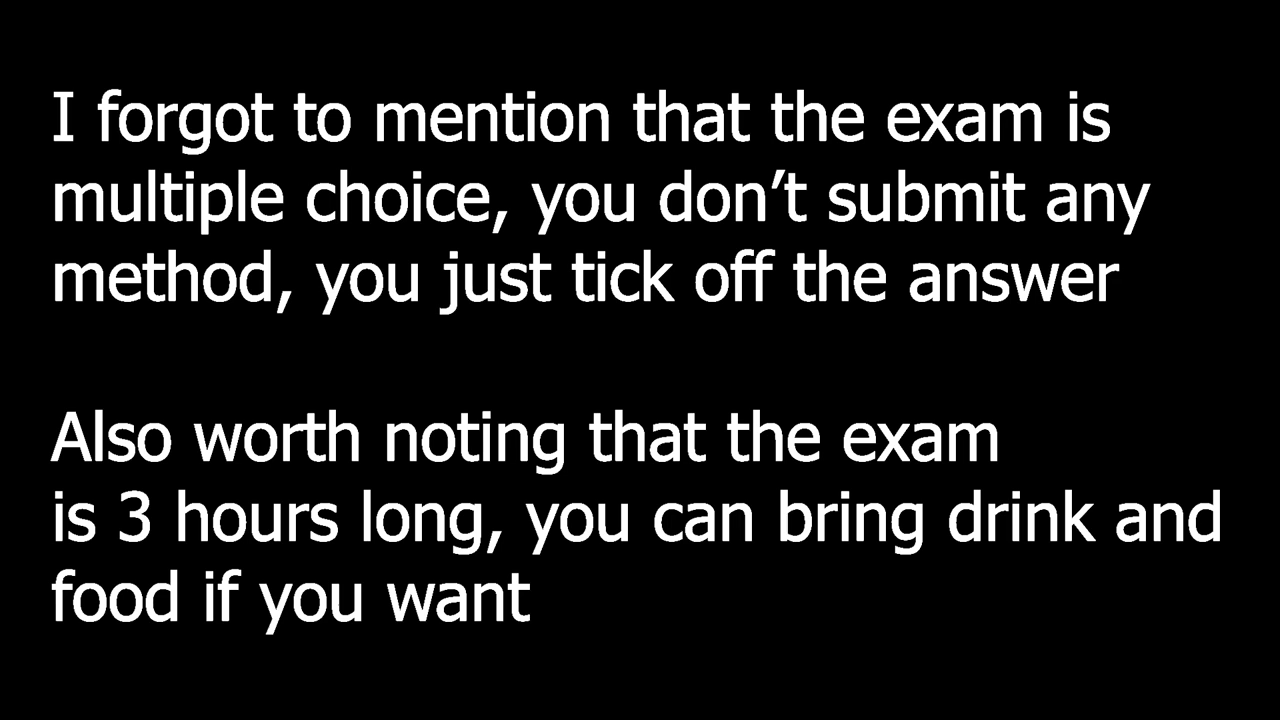 I forgot to mention that the exam is
multiple choice, you don’t submit any
method, you just tick off the answer
Also worth noting that the exam
is 3 hours long, you can bring drink and
food if you want